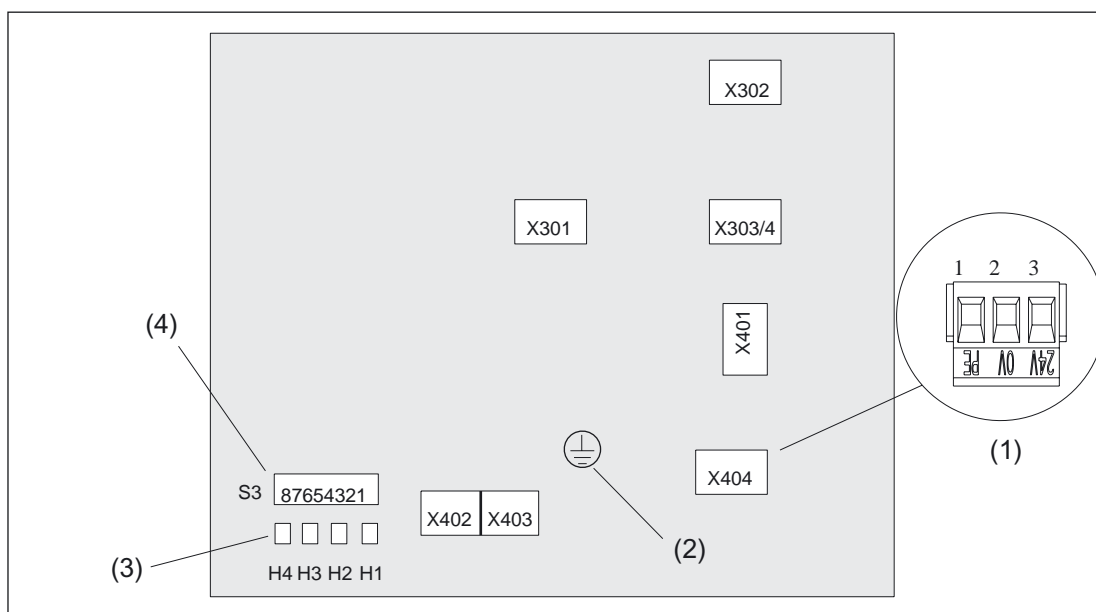 X302
X301
X303/4
1 2 3
PE 0V 24V
(1)
X401
(4)
S3
87654321
X404
X402
X403
(2)
(3)
H4 H3 H2 H1